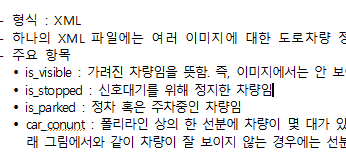 - 형식 : XML
- 하나의 XML 파일에는 여러 이미지에 대한 도로차량 정
- 주요 항목
• is_visible : 가려진 차량임을 뜻함. 즉, 이미지에서는 안 보이
• is_stopped : 신호대기를 위해 정지한 차량임
• is_parked : 정차 혹은 주차중인 차량임
• car_conunt : 폴리라인 상의 한 선분에 차량이 몇 대가 있
래 그림에서와 같이 차량이 잘 보이지 않는 경우에는 선분